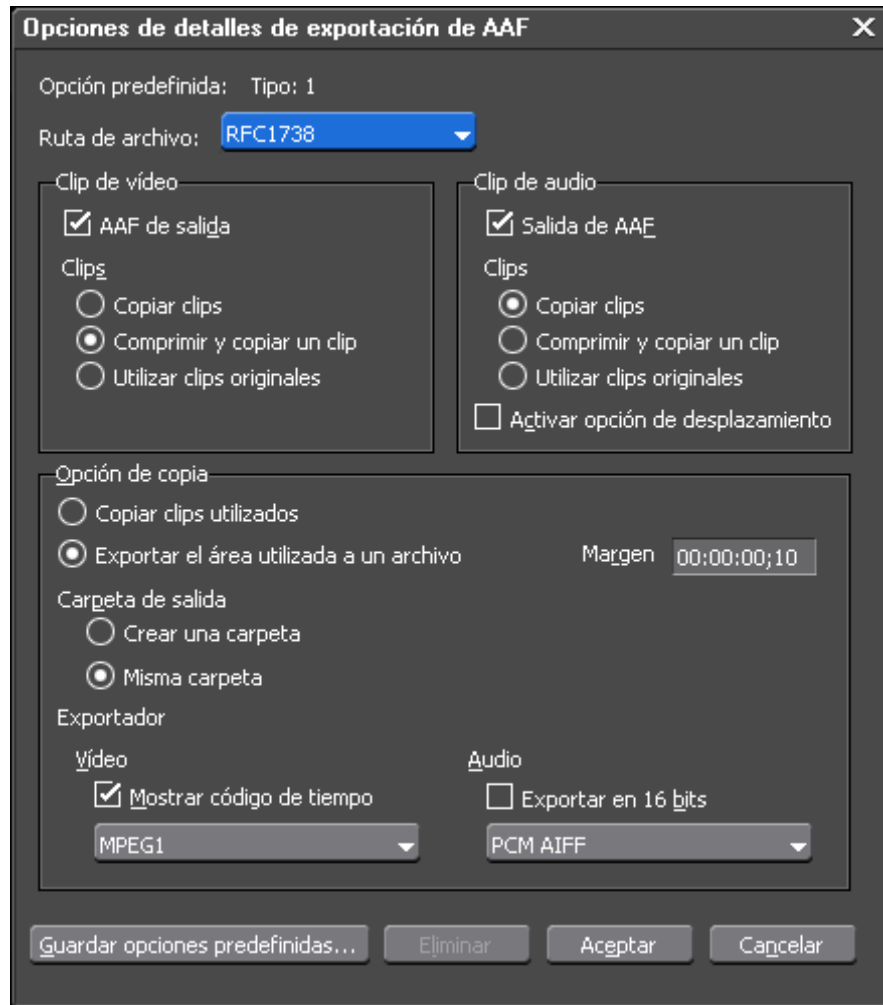 Opciones de detalles de exportación de AAF
Opción predefinida: Tipo: 1
Ruta de archivo: RFC1738
Clip de vídeo
AAF de salida
Clips
Copiar clips
Comprimir y copiar un clip
Utilizar clips originales
Clip de audio
Salida de AAF
Clips
Copiar clips
Comprimir y copiar un clip
Utilizar clips originales
Activar opción de desplazamiento
Opción de copia
Copiar clips utilizados
Exportar el área utilizada a un archivo
Margen 00:00:00;10
Carpeta de salida
Crear una carpeta
Misma carpeta
Exportador
Vídeo
Mostrar código de tiempo
MPEG1
Audio
Exportar en 16 bits
PCM AIFF
Guardar opciones predefinidas... Eliminar Aceptar Cancelar